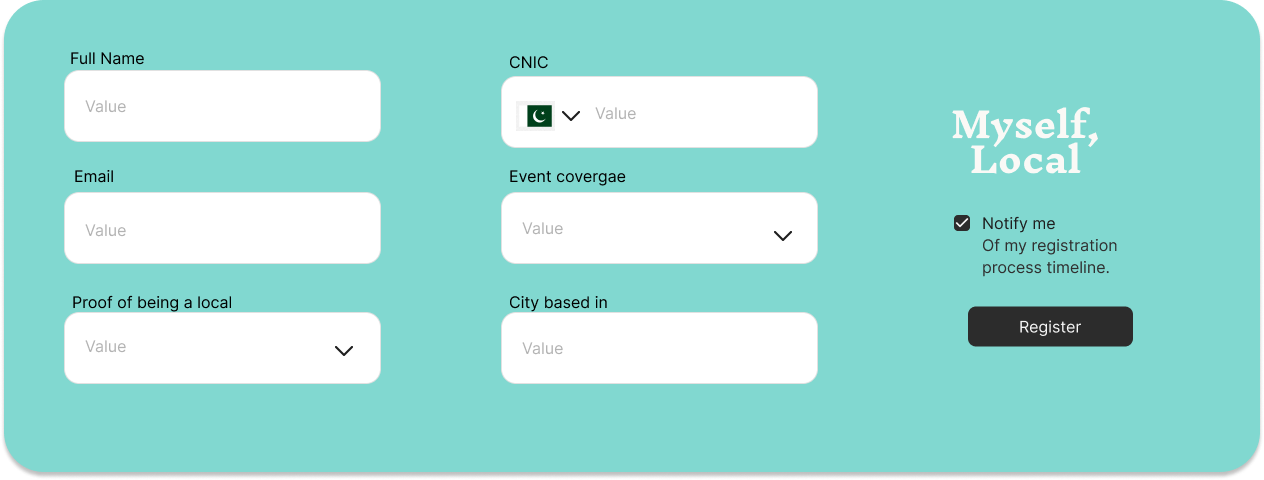 Full Name
Value
CNIC
Value
Email
Value
Event covergae
Value
Proof of being a local
Value
City based in
Value
Myself,
Local
Notify me
Of my registration
process timeline.
Register